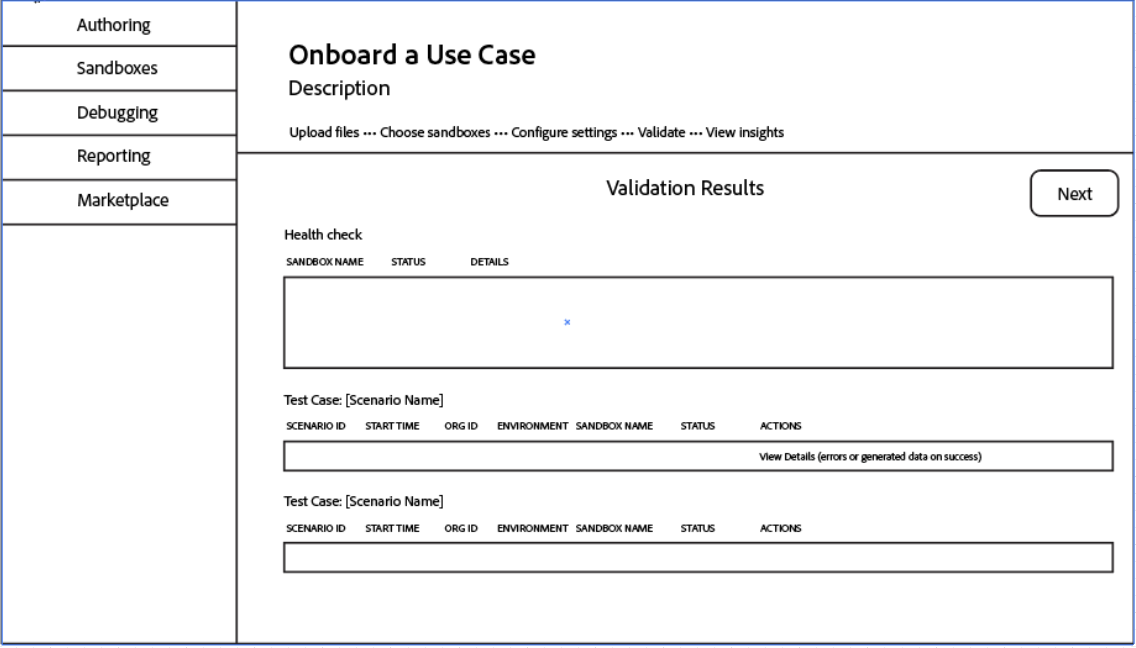 Authoring
Sandboxes
Debugging
Reporting
Marketplace
Onboard a Use Case
Description
Upload files ••• Choose sandboxes ••• Configure settings ••• Validate ••• View insights
Validation Results
Next
Health check
SANDBOX NAME STATUS DETAILS
Test Case: [Scenario Name]
SCENARIO ID START TIME ORG ID ENVIRONMENT SANDBOX NAME STATUS ACTIONS
View Details (errors or generated data on success)
Test Case: [Scenario Name]
SCENARIO ID START TIME ORG ID ENVIRONMENT SANDBOX NAME STATUS ACTIONS